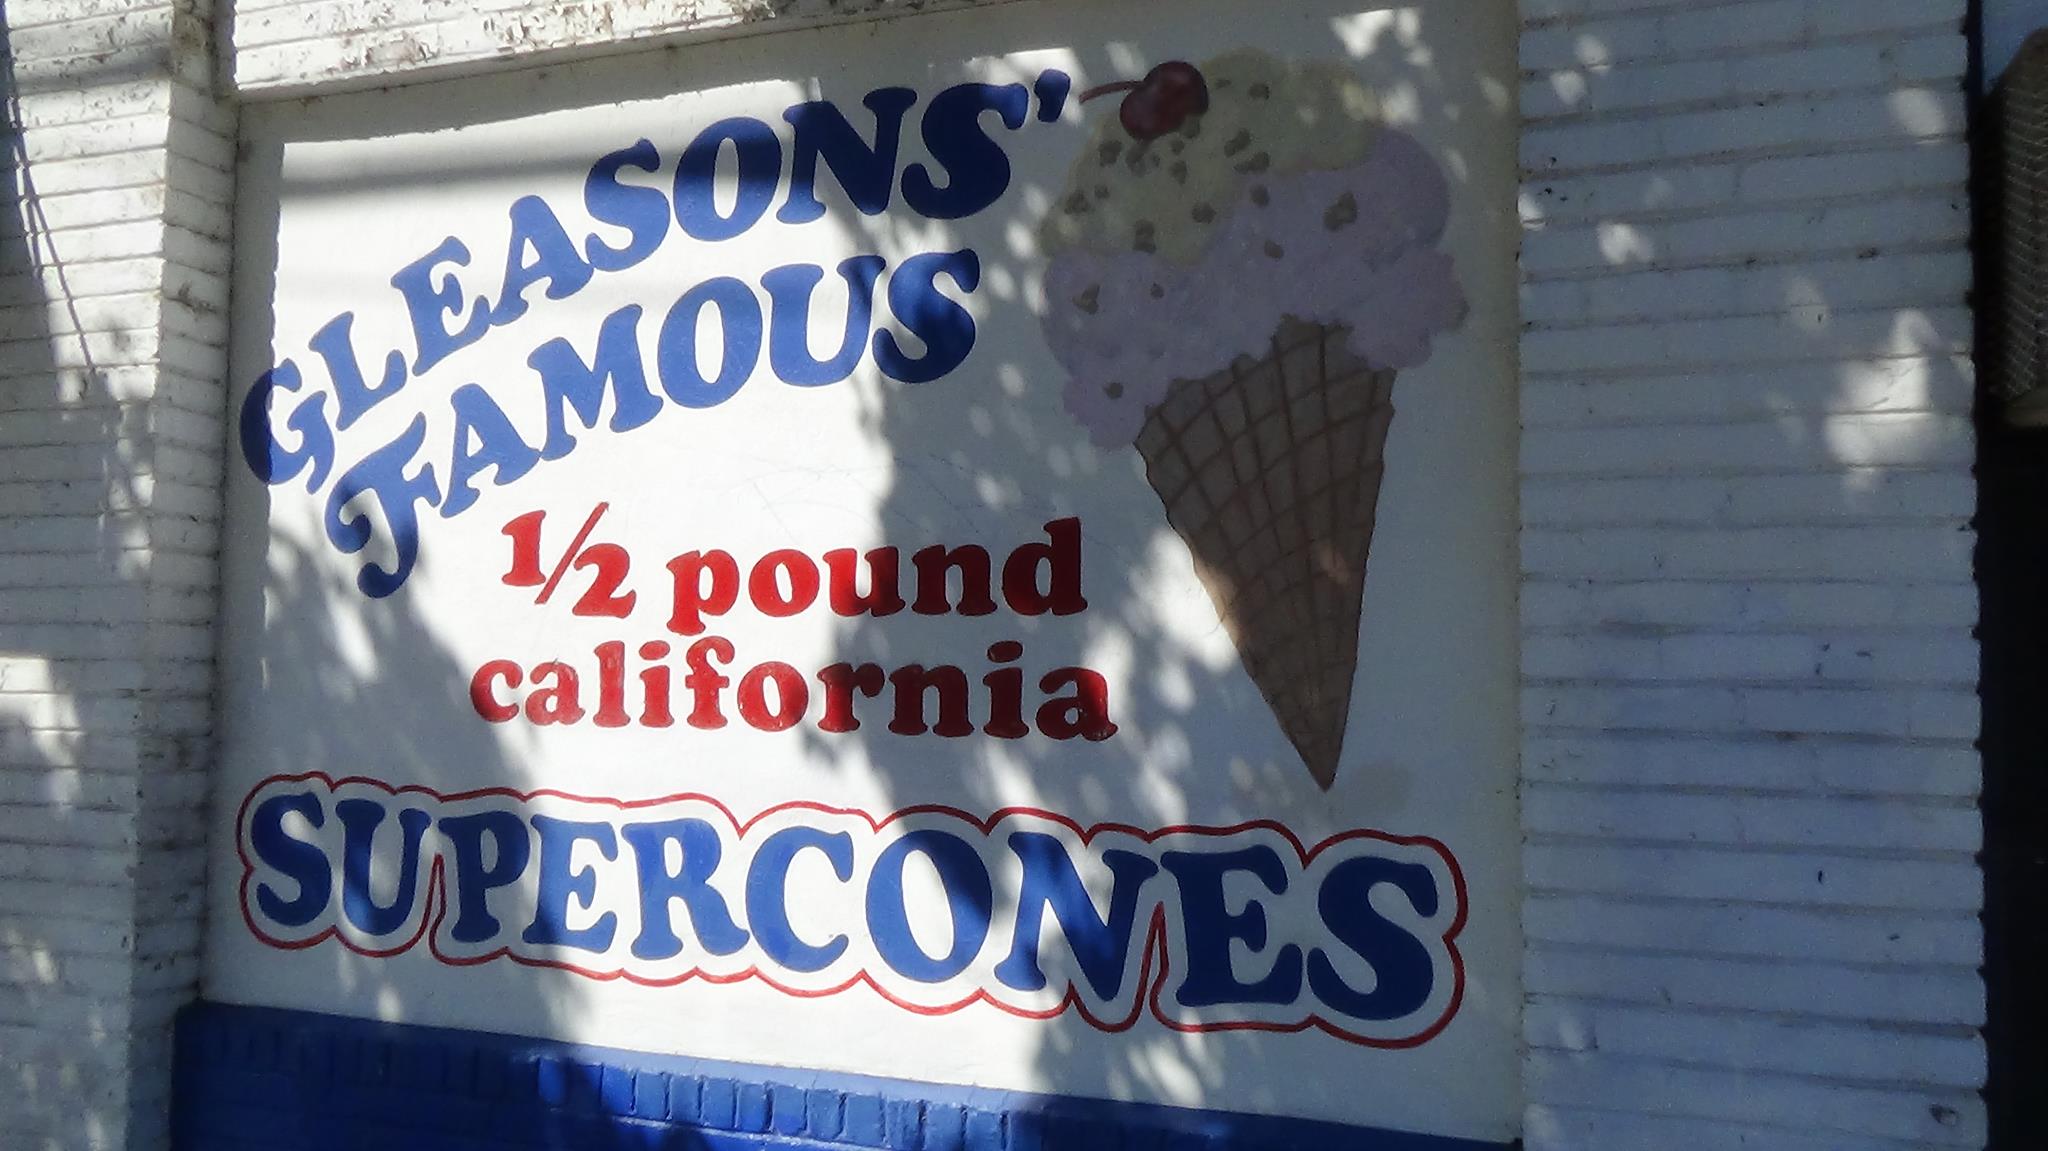 GLEASONS'
FAMOUS
1/2 pound
california
SUPERCONES